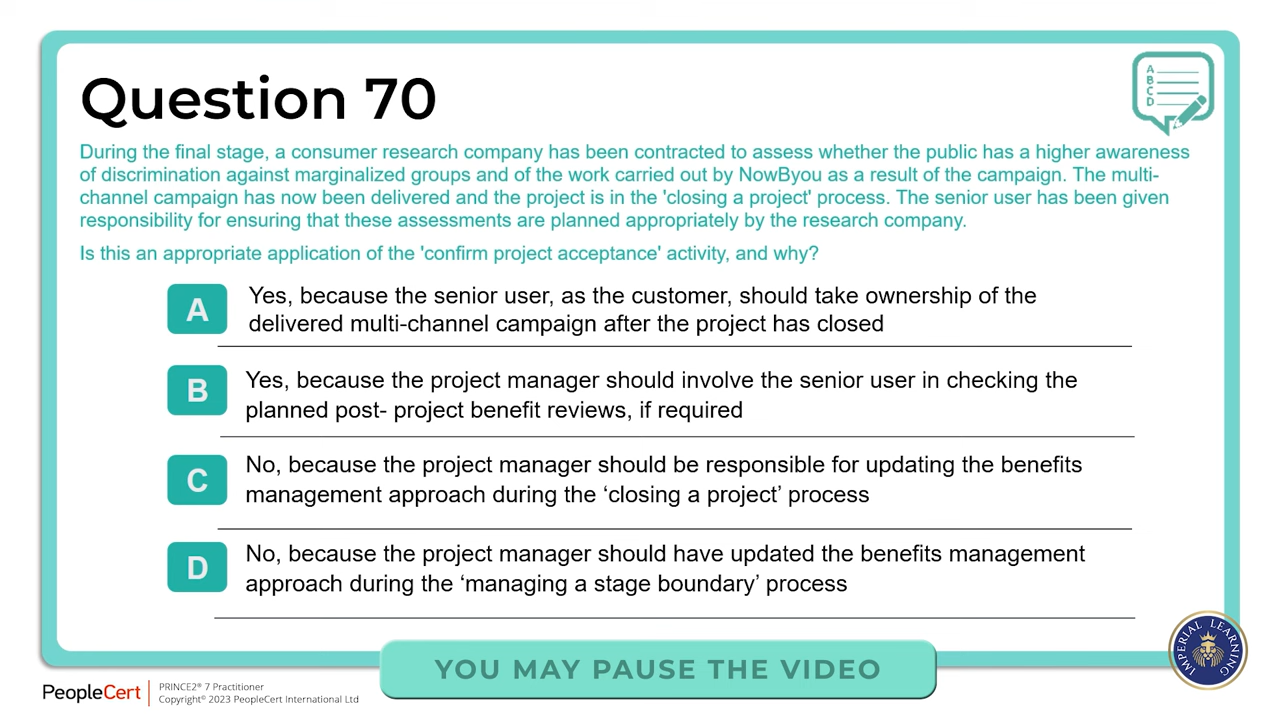 Question 70
A
B
C
D
During the final stage, a consumer research company has been contracted to assess whether the public has a higher awareness
of discrimination against marginalized groups and of the work carried out by NowByou as a result of the campaign. The multi-
channel campaign has now been delivered and the project is in the 'closing a project' process. The senior user has been given
responsibility for ensuring that these assessments are planned appropriately by the research company.
Is this an appropriate application of the 'confirm project acceptance' activity, and why?
A
Yes, because the senior user, as the customer, should take ownership of the
delivered multi-channel campaign after the project has closed
B
Yes, because the project manager should involve the senior user in checking the
planned post- project benefit reviews, if required
C
No, because the project manager should be responsible for updating the benefits
management approach during the ‘closing a project’ process
D
No, because the project manager should have updated the benefits management
approach during the ‘managing a stage boundary’ process
YOU MAY PAUSE THE VIDEO
IMPERIAL LEARNING
PeopleCert
PRINCE2® 7 Practitioner
Copyright© 2023 PeopleCert International Ltd